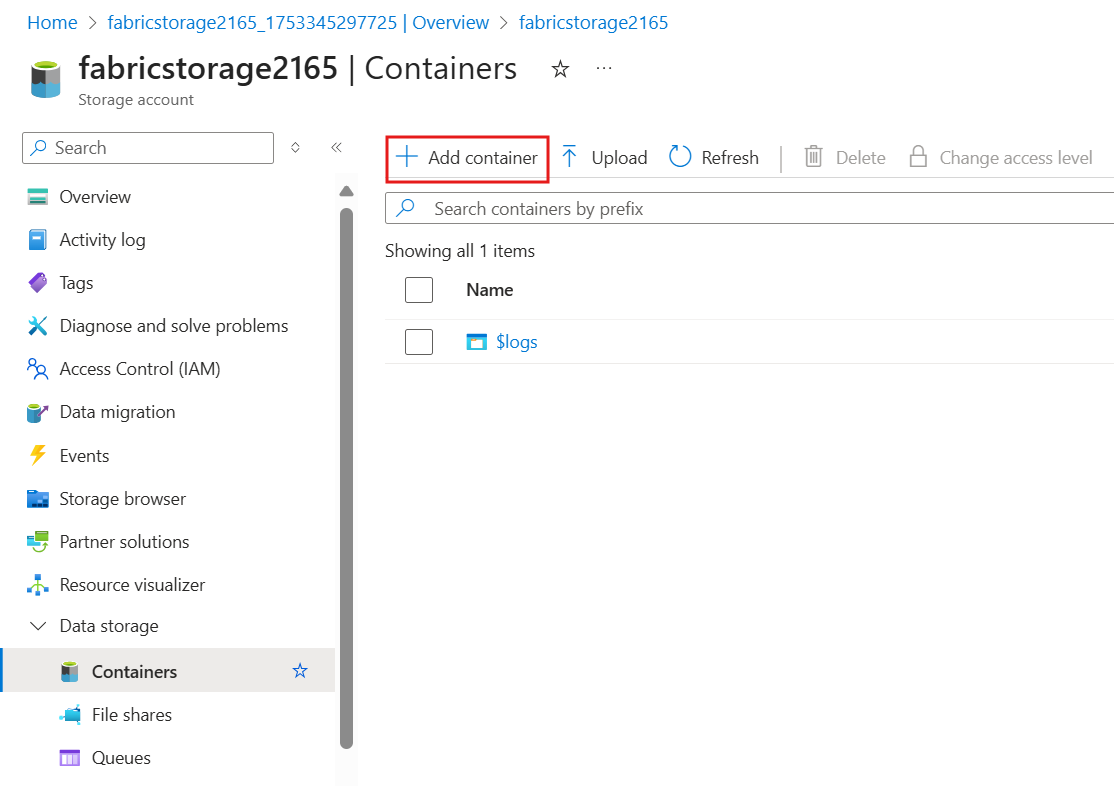 Home > fabricstorage2165_1753345297725 | Overview > fabricstorage2165
fabricstorage2165 | Containers
Storage account
Search
Overview
Activity log
Tags
Diagnose and solve problems
Access Control (IAM)
Data migration
Events
Storage browser
Partner solutions
Resource visualizer
Data storage
Containers
File shares
Queues
Add container Upload Refresh Delete Change access level
Search containers by prefix
Showing all 1 items
Name
$logs